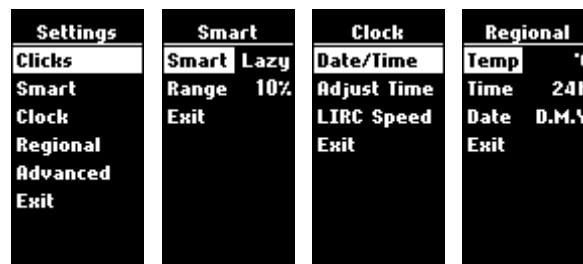 Settings
Clicks
Smart
Clock
Regional
Advanced
Exit
Smart
Smart Lazy
Range 10%
Exit
Clock
Date/Time
Adjust Time
LIRC Speed
Exit
Regional
Temp
Time
Date
Exit